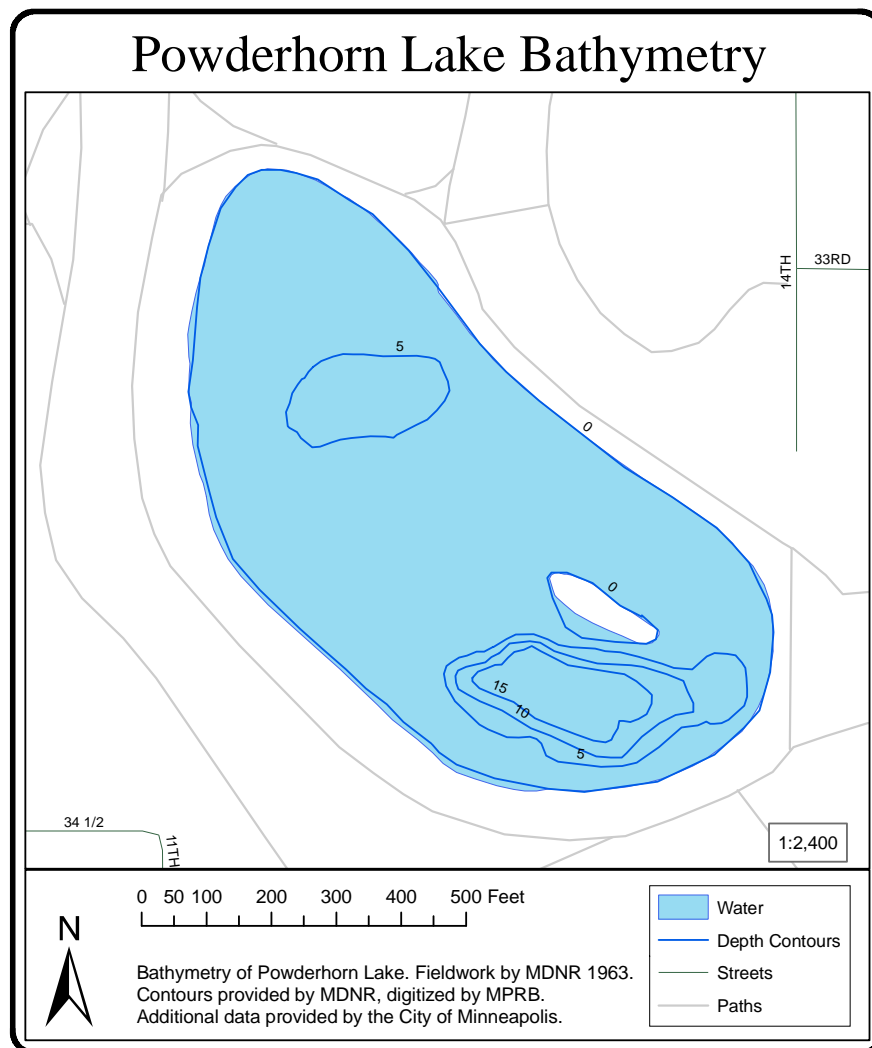 Powderhorn Lake Bathymetry
14TH
33RD
5
0
0
15
10
5
34 1/2
11TH
1:2,400
0 50 100 200 300 400 500 Feet
N
Bathymetry of Powderhorn Lake. Fieldwork by MDNR 1963.
Contours provided by MDNR, digitized by MPRB.
Additional data provided by the City of Minneapolis.
Water
Depth Contours
Streets
Paths